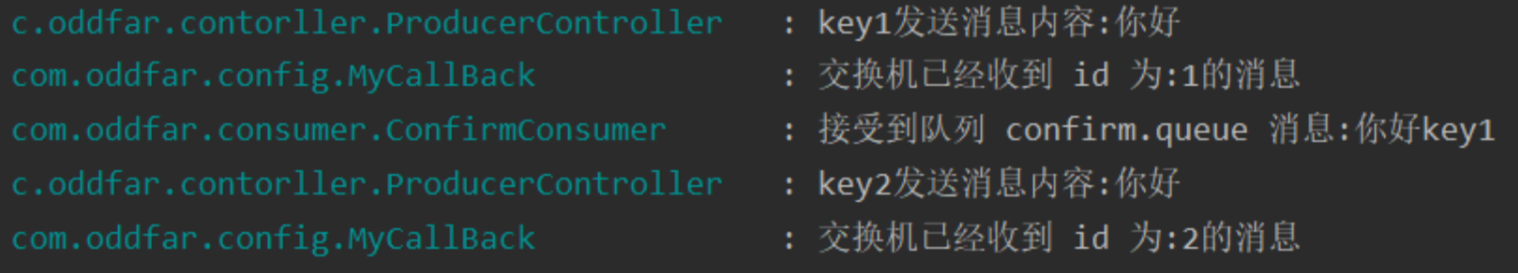 c.oddfar.contorller.ProducerController : key1发送消息内容:你好
com.oddfar.config.MyCallBack : 交换机已经收到 id 为:1的消息
com.oddfar.consumer.ConfirmConsumer : 接受到队列 confirm.queue 消息:你好key1
c.oddfar.contorller.ProducerController : key2发送消息内容:你好
com.oddfar.config.MyCallBack : 交换机已经收到 id 为:2的消息